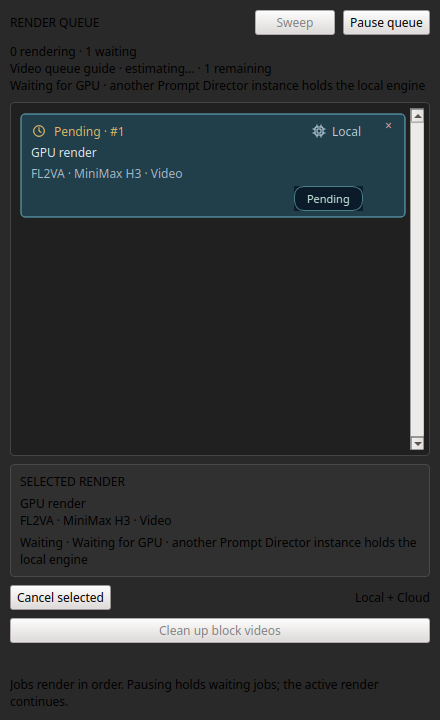 RENDER QUEUE
Sweep
Pause queue
0 rendering · 1 waiting
Video queue guide · estimating... · 1 remaining
Waiting for GPU · another Prompt Director instance holds the local engine
Pending · #1
Local
×
GPU render
FL2VA · MiniMax H3 · Video
Pending
SELECTED RENDER
GPU render
FL2VA · MiniMax H3 · Video
Waiting · Waiting for GPU · another Prompt Director instance holds the
local engine
Cancel selected
Local + Cloud
Clean up block videos
Jobs render in order. Pausing holds waiting jobs; the active render
continues.